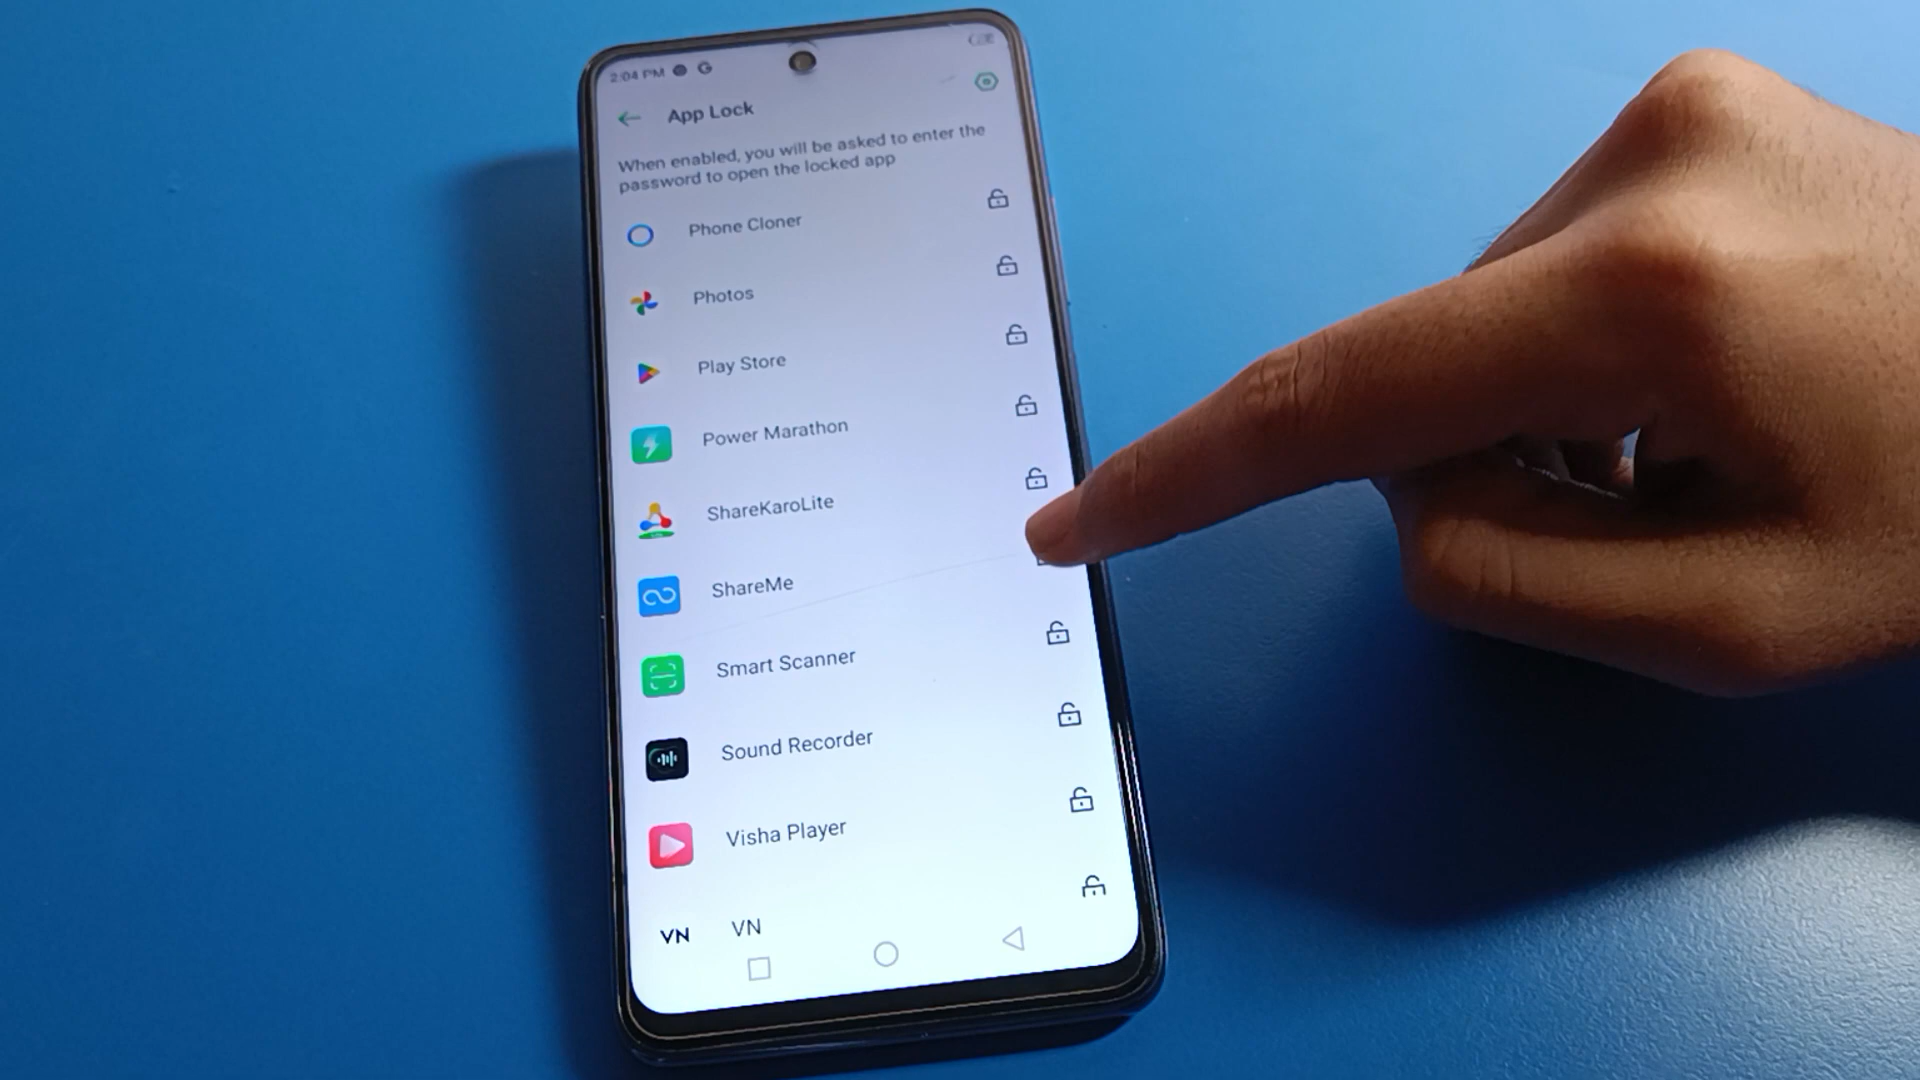 2:04 PM G
App Lock
When enabled, you will be asked to enter the
password to open the locked app
Phone Cloner
Photos
Play Store
Power Marathon
ShareKaroLite
ShareMe
Smart Scanner
Sound Recorder
Visha Player
VN VN